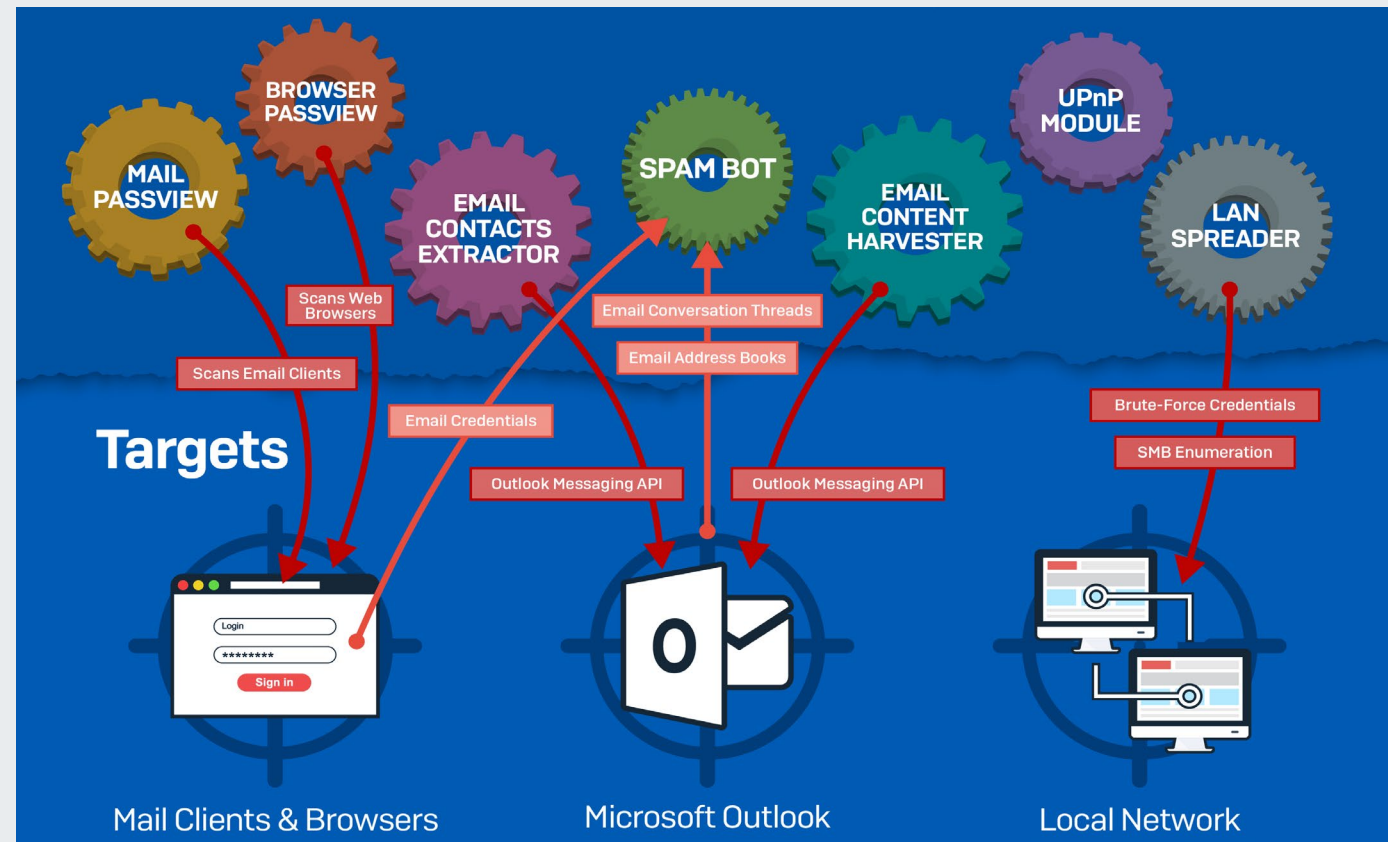 BROWSER
PASSVIEW
UPnP
MODULE
MAIL
PASSVIEW
SPAM BOT
EMAIL
CONTACTS
EXTRACTOR
EMAIL
CONTENT
HARVESTER
LAN
SPREADER
Scans Web
Browsers
Email Conversation Threads
Email Address Books
Scans Email Clients
Brute-Force Credentials
Email Credentials
SMB Enumeration
Targets
Outlook Messaging API
Outlook Messaging API
Login
********
Sign in
O
Mail Clients & Browsers
Microsoft Outlook
Local Network